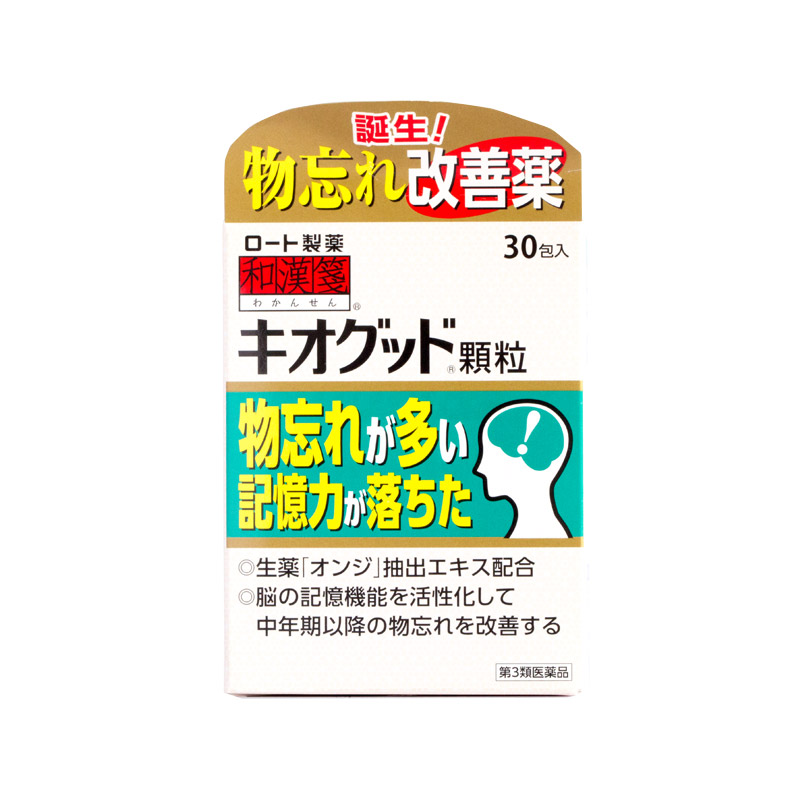 誕生！
物忘れ改善薬
ロート製薬
30包入
和漢箋
わかんせん®
キオグッド®顆粒
物忘れが多い
記憶力が落ちた
◎生薬「オンジ」抽出エキス配合
◎脳の記憶機能を活性化して
中年期以降の物忘れを改善する
第3類医薬品